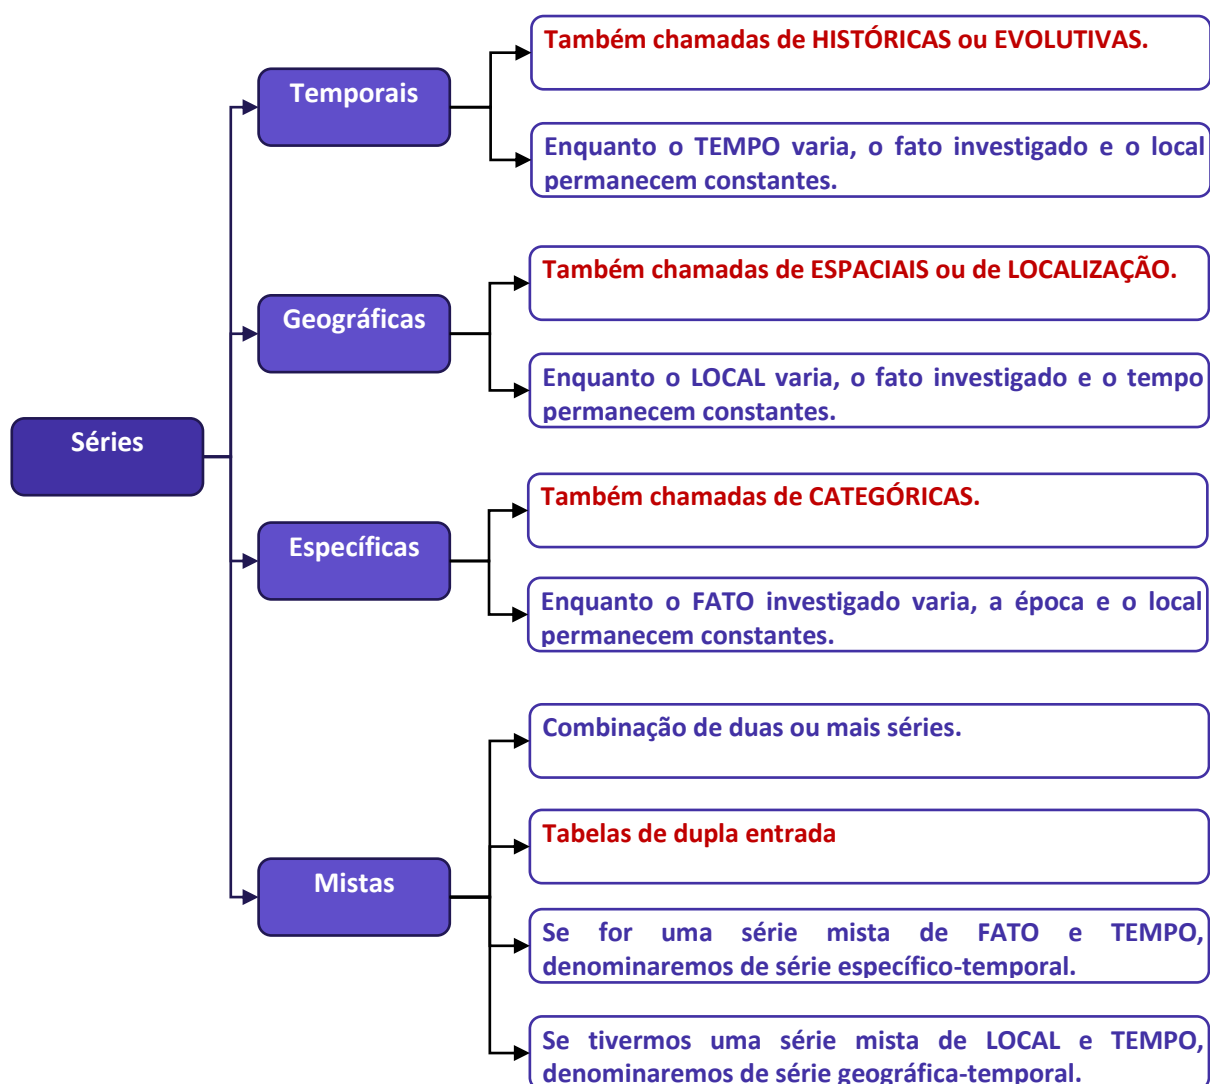 Séries
Temporais
Também chamadas de HISTÓRICAS ou EVOLUTIVAS.
Enquanto o TEMPO varia, o fato investigado e o local
permanecem constantes.
Geográficas
Também chamadas de ESPACIAIS ou de LOCALIZAÇÃO.
Enquanto o LOCAL varia, o fato investigado e o tempo
permanecem constantes.
Específicas
Também chamadas de CATEGÓRICAS.
Enquanto o FATO investigado varia, a época e o local
permanecem constantes.
Mistas
Combinação de duas ou mais séries.
Tabelas de dupla entrada
Se for uma série mista de FATO e TEMPO,
denominaremos de série específico-temporal.
Se tivermos uma série mista de LOCAL e TEMPO,
denominaremos de série geográfica-temporal.